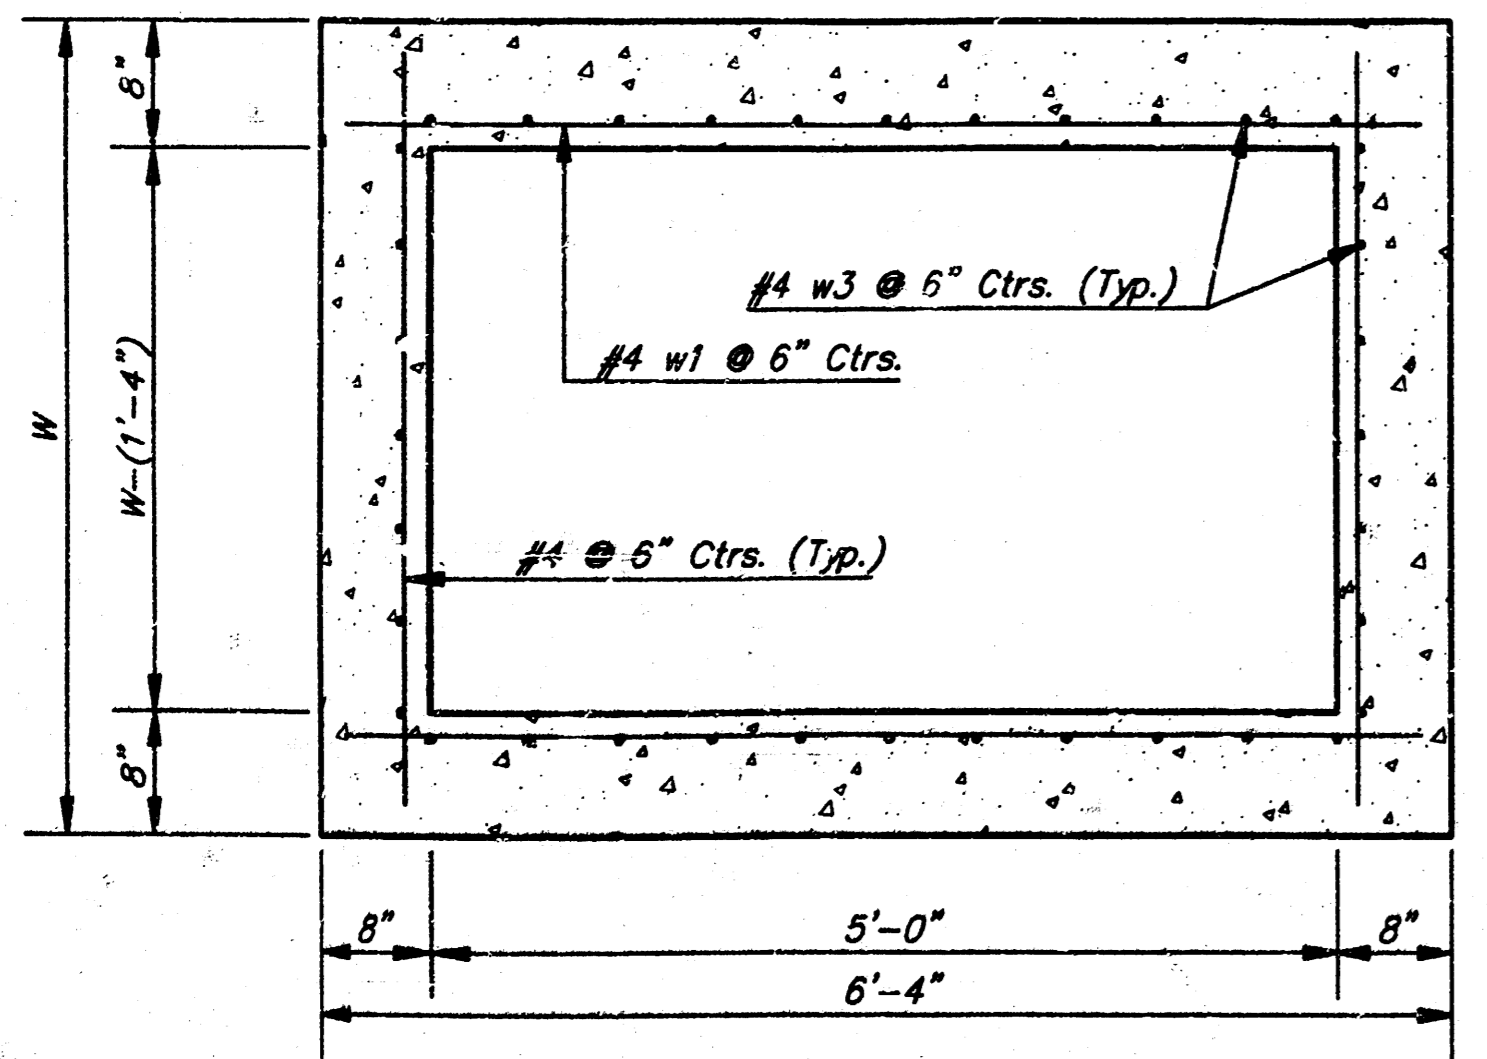 8"
#4 w3 @ 6" Ctrs. (Typ.)
#4 w1 @ 6" Ctrs.
W
W-(1'-4")
#4 @ 6" Ctrs. (Typ.)
8"
8"
5'-0"
8"
6'-4"